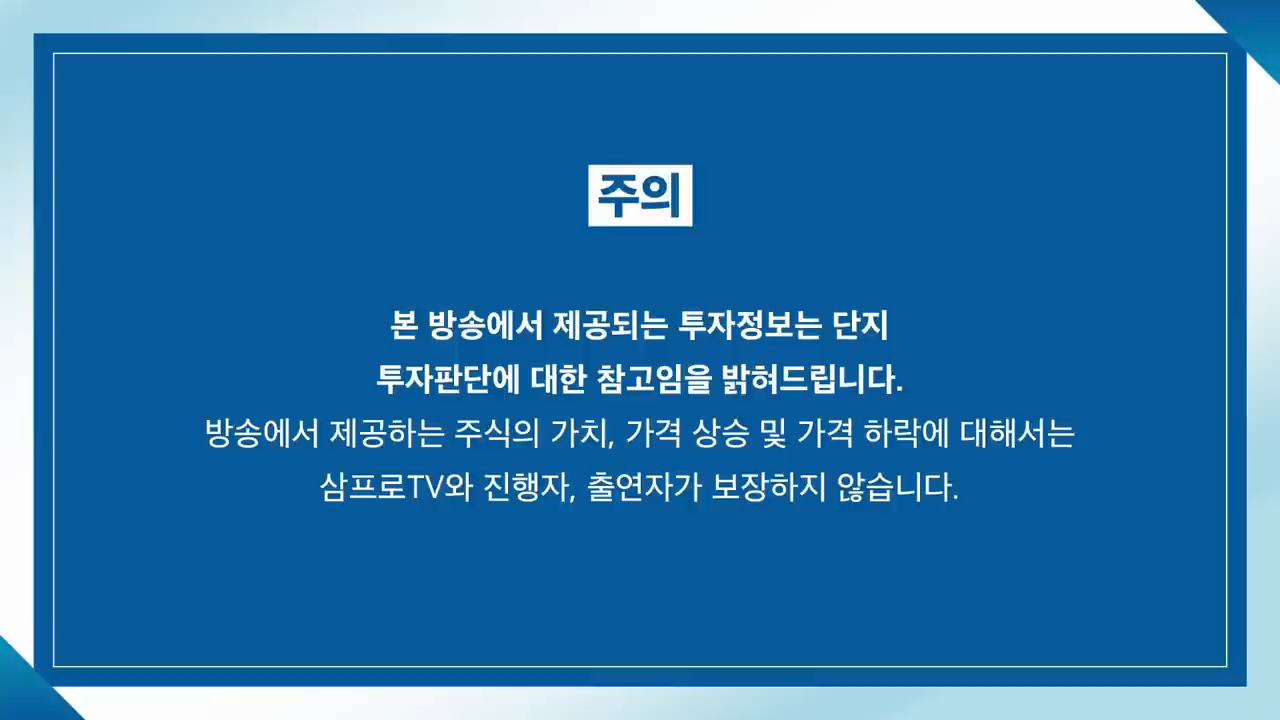 주의
본 방송에서 제공되는 투자정보는 단지
투자판단에 대한 참고임을 밝혀드립니다.
방송에서 제공하는 주식의 가치, 가격 상승 및 가격 하락에 대해서는
삼프로TV와 진행자, 출연자가 보장하지 않습니다.